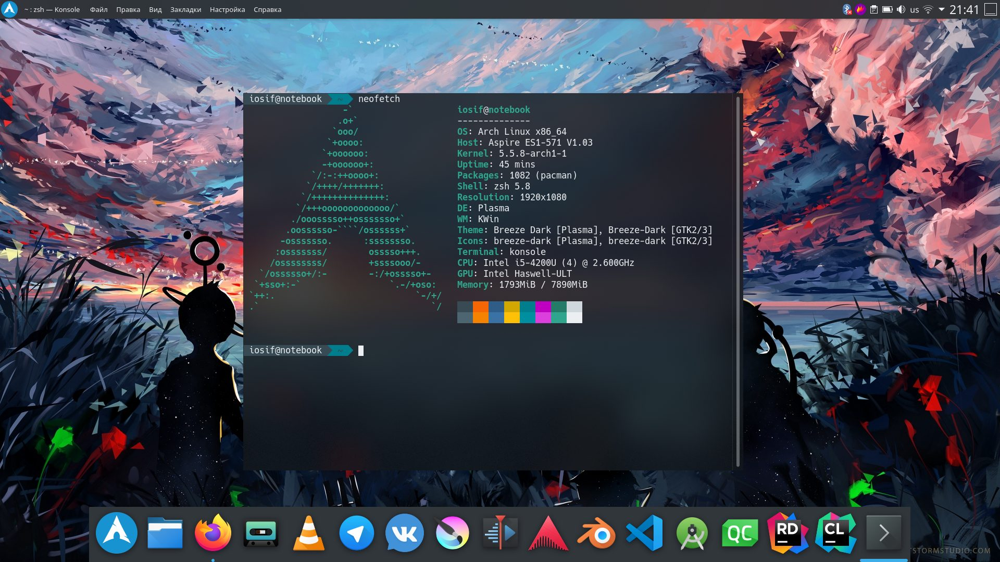 ~ : zsh — Konsole Файл Правка Вид Закладки Настройка Справка us 21:41
iosif@notebook ~ neofetch
                  -`
                 .o+`
                `ooo/
               `+oooo:
              `+oooooo:
              -+oooooo+:
            `/:-:++oooo+:
           `/++++/+++++++:
          `/++++++++++++++:
         `/+++ooooooooooooo/`
        ./ooosssso++osssssso+`
       .oossssso-````/ossssss+`
      -osssssso.      :ssssssso.
     :osssssss/        osssso+++.
    /ossssssss/        +ssssooo/-
  `/ossssso+/:-        -:/+osssso+-
 `+sso+:-`                 `.-/+oso:
`++:.                           `-/+/
.`                                 `/
iosif@notebook
--------------
OS: Arch Linux x86_64
Host: Aspire ES1-571 V1.03
Kernel: 5.5.8-arch1-1
Uptime: 45 mins
Packages: 1082 (pacman)
Shell: zsh 5.8
Resolution: 1920x1080
DE: Plasma
WM: KWin
Theme: Breeze Dark [Plasma], Breeze-Dark [GTK2/3]
Icons: breeze-dark [Plasma], breeze-dark [GTK2/3]
Terminal: konsole
CPU: Intel i5-4200U (4) @ 2.600GHz
GPU: Intel Haswell-ULT
Memory: 1793MiB / 7890MiB
iosif@notebook ~
QC RD CL
TSTORMSTUDIO.COM